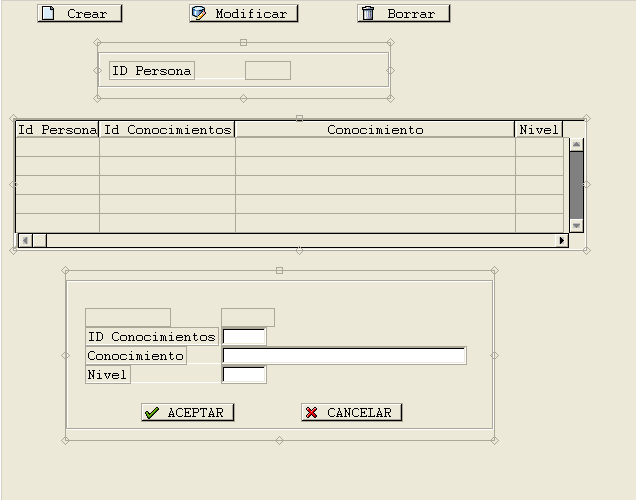 Crear Modificar Borrar
ID Persona
Id Persona Id Conocimientos Conocimiento Nivel
ID Conocimientos
Conocimiento
Nivel
ACEPTAR CANCELAR